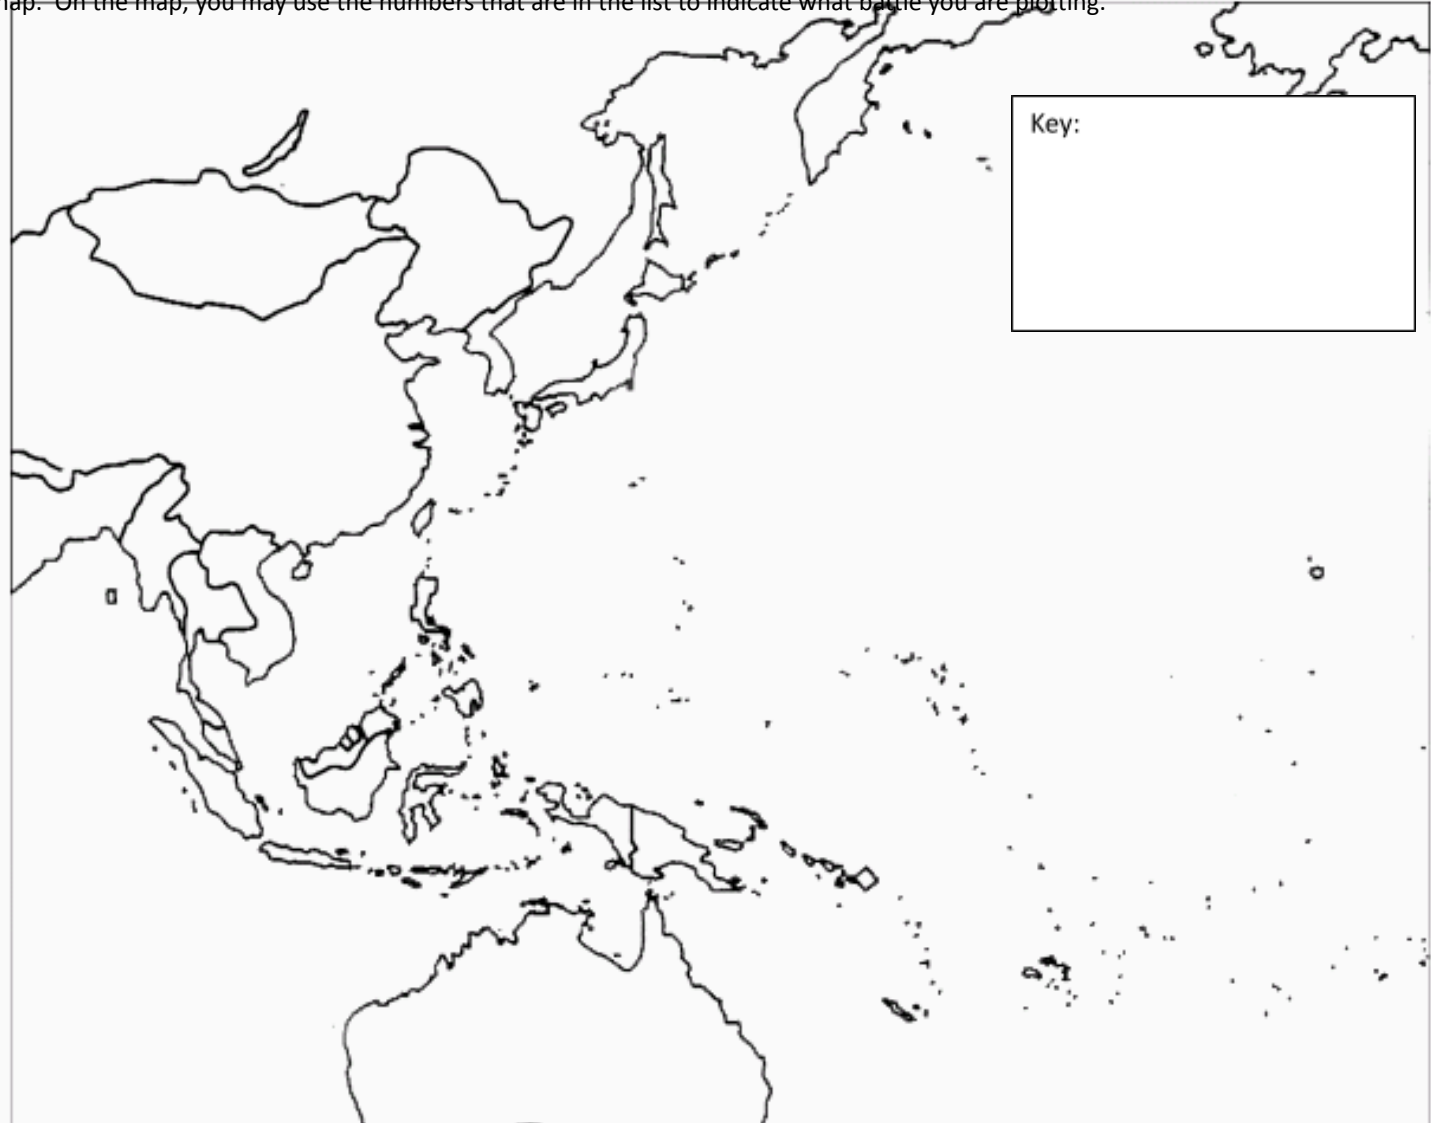 map. On the map, you may use the numbers that are in the list to indicate what battle you are plotting.
Key: